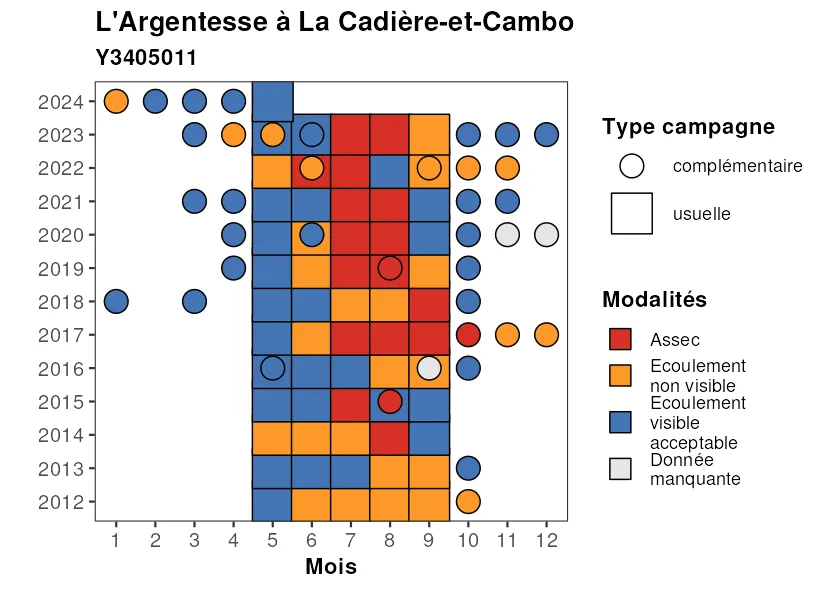 L'Argentesse à La Cadière-et-Cambo
Y3405011
2024
2023
2022
2021
2020
2019
2018
2017
2016
2015
2014
2013
2012
1 2 3 4 5 6 7 8 9 10 11 12
Mois
Type campagne
complémentaire
usuelle
Modalités
Assec
Ecoulement
non visible
Ecoulement
visible
acceptable
Donnée
manquante